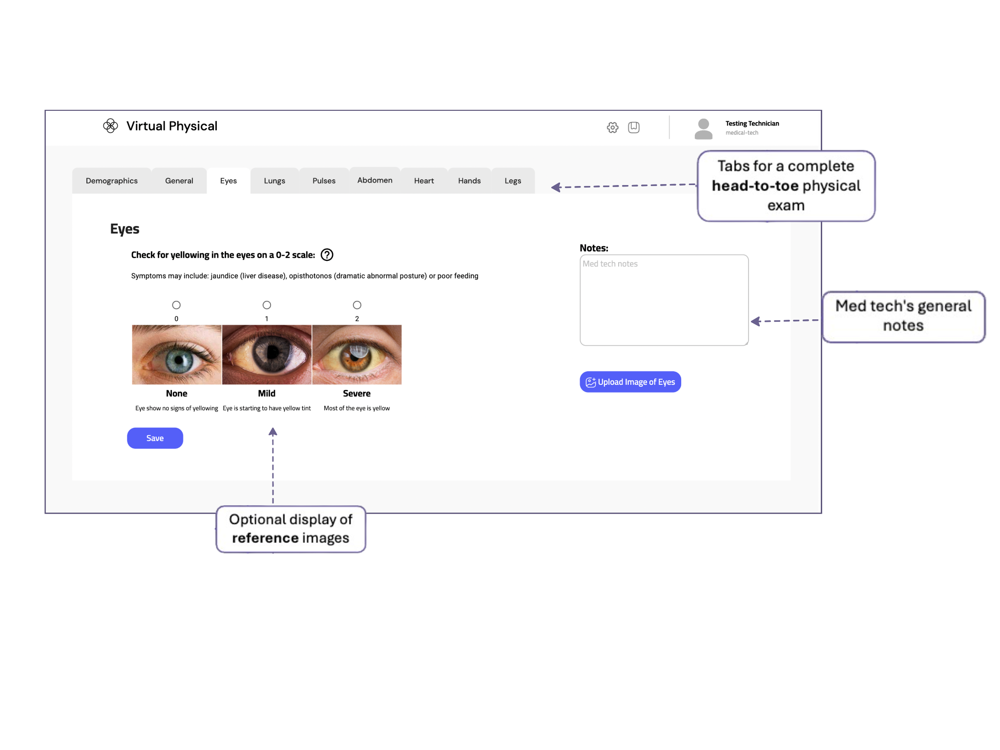 Virtual Physical
Testing Technician
medical-tech
Tabs for a complete
head-to-toe physical
exam
Demographics General Eyes Lungs Pulses Abdomen Heart Hands Legs
Eyes
Check for yellowing in the eyes on a 0-2 scale: ?
Symptoms may include: jaundice (liver disease), opisthotonos (dramatic abnormal posture) or poor feeding
0 1 2
None Mild Severe
Eye show no signs of yellowing Eye is starting to have yellow tint Most of the eye is yellow
Save
Notes:
Med tech notes
Med tech's general
notes
Upload Image of Eyes
Optional display of
reference images